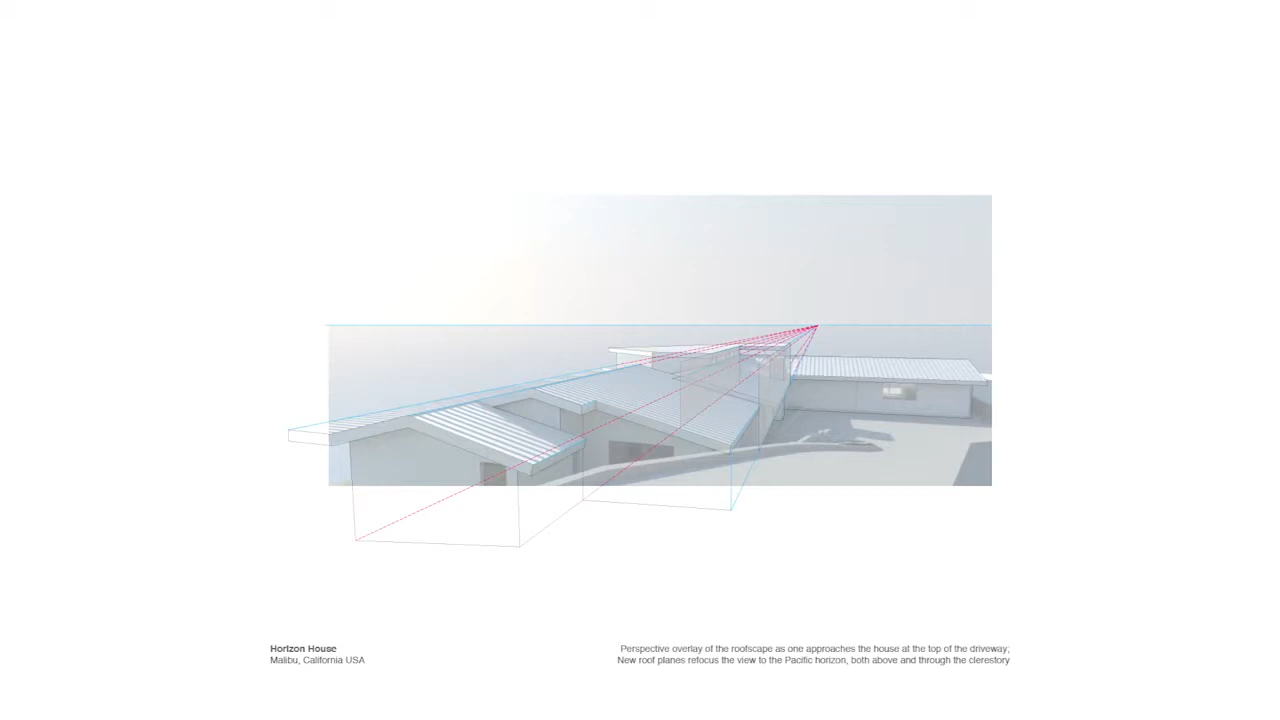 Horizon House
Malibu, California USA
Perspective overlay of the roofscape as one approaches the house at the top of the driveway;
New roof planes refocus the view to the Pacific horizon, both above and through the clerestory